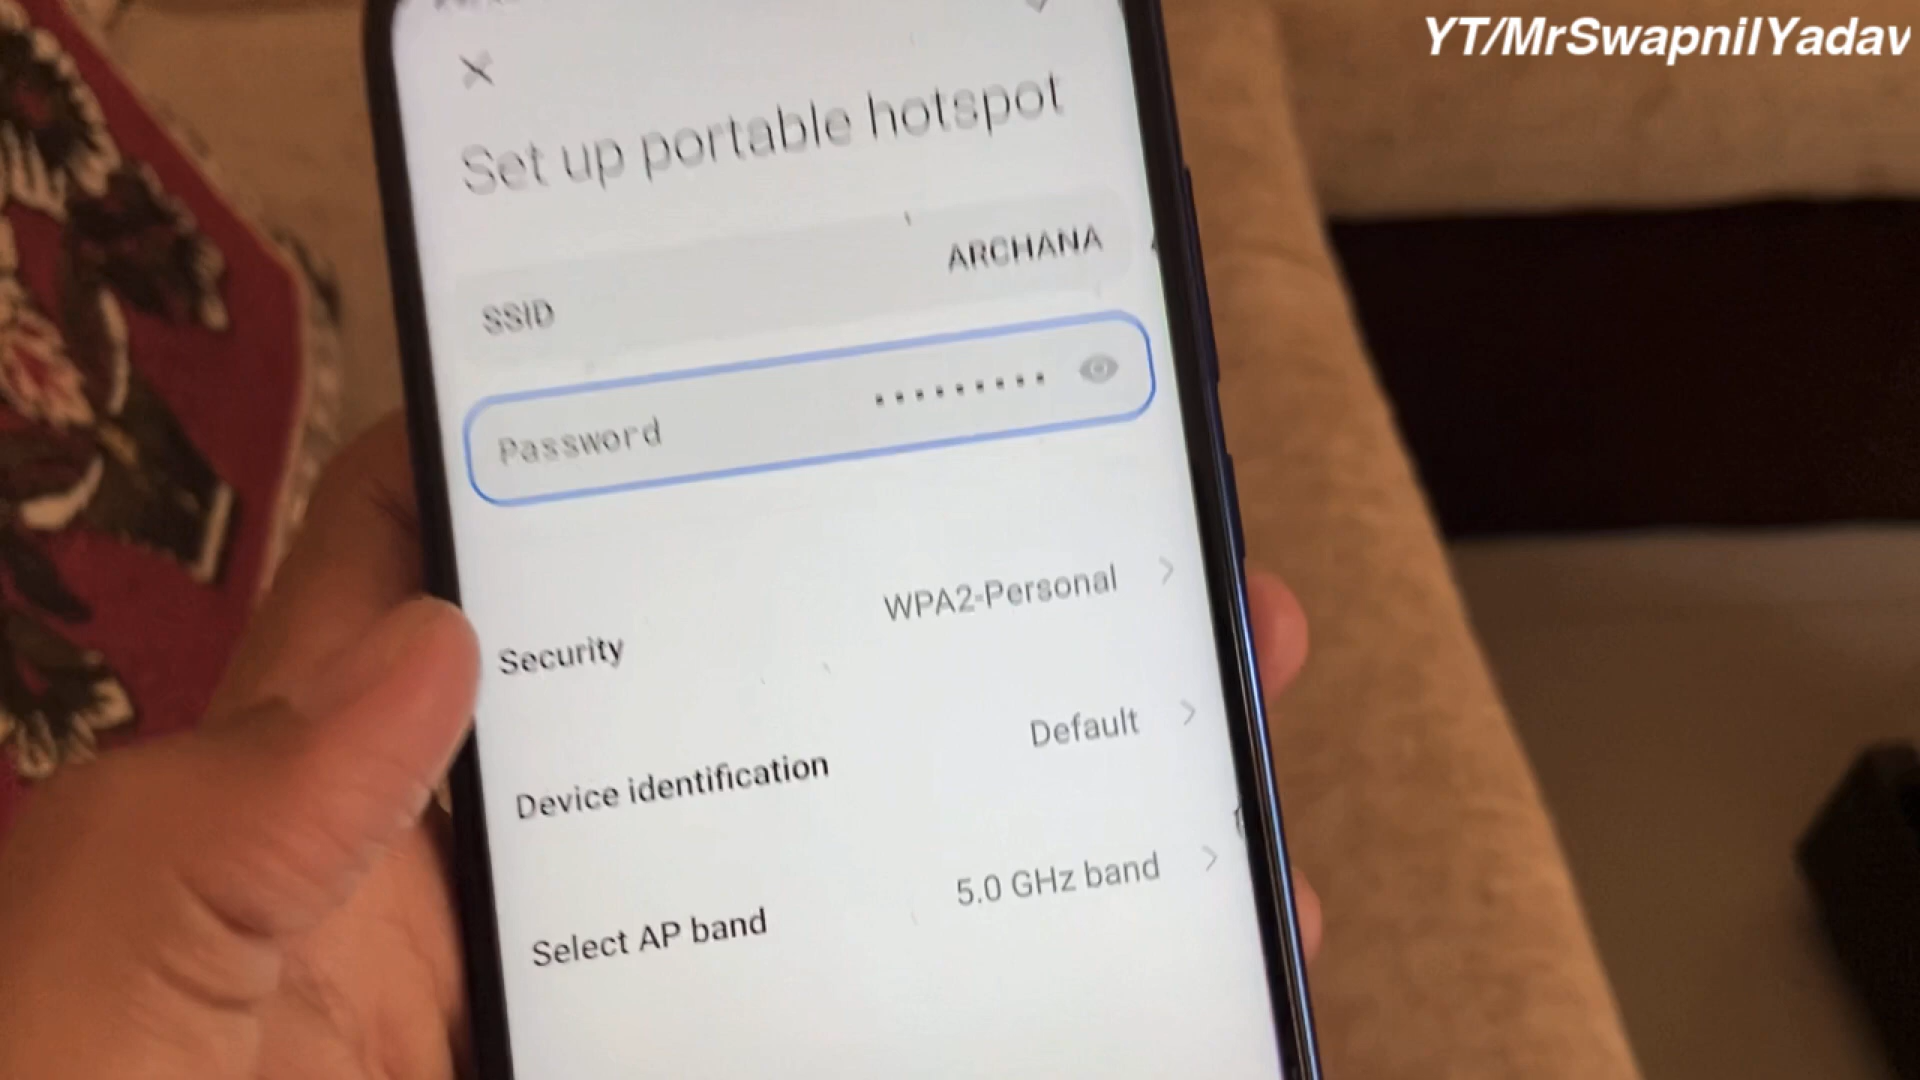 YT/MrSwapnilYadav
Set up portable hotspot
SSID ARCHANA
Password •••••••••
Security WPA2-Personal
Device identification Default
Select AP band 5.0 GHz band